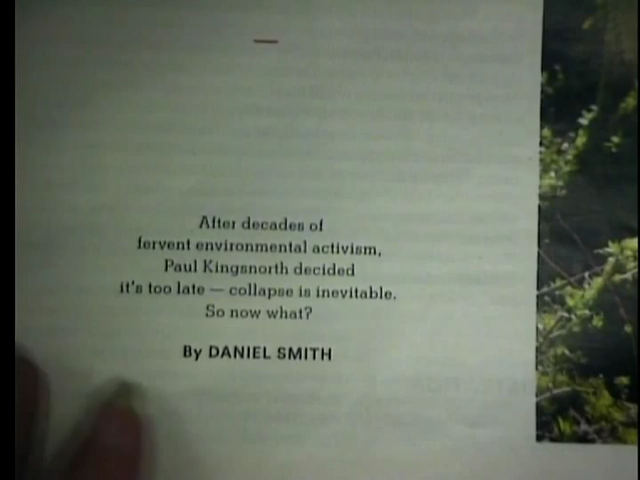 After decades of
fervent environmental activism,
Paul Kingsnorth decided
it's too late — collapse is inevitable.
So now what?
By DANIEL SMITH